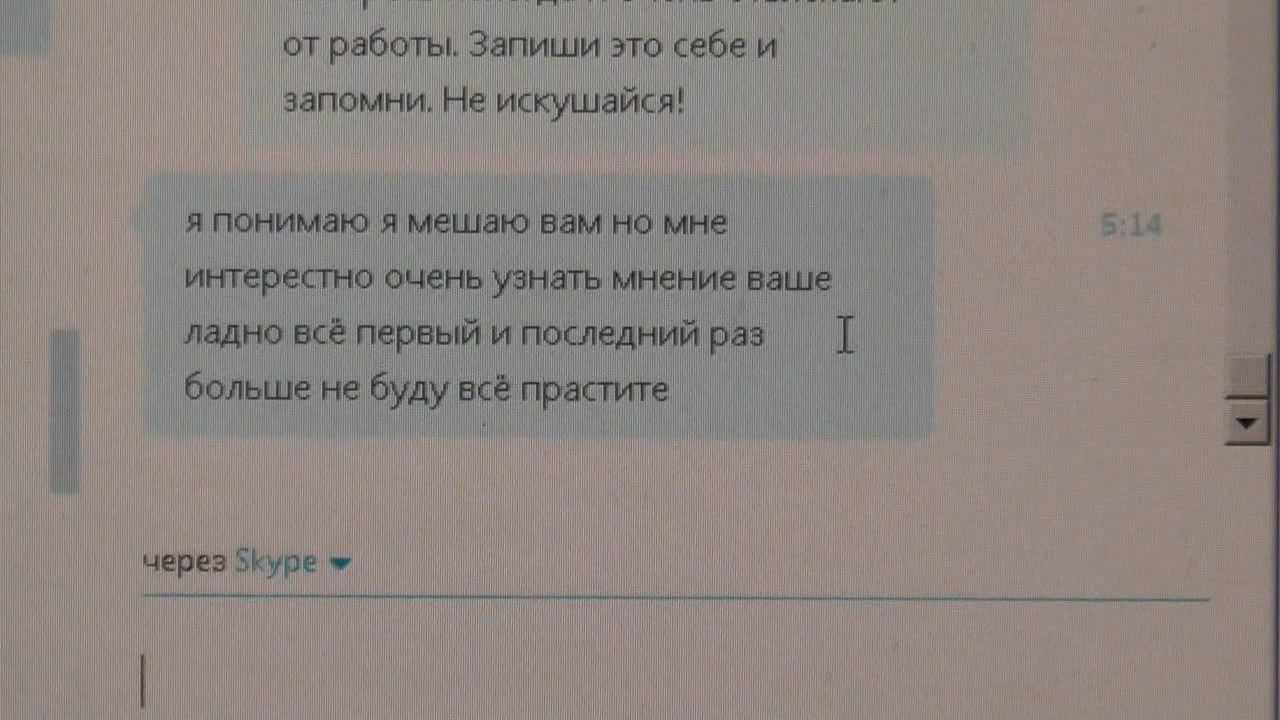 от работы. Запиши это себе и
запомни. Не искушайся!
я понимаю я мешаю вам но мне
интерестно очень узнать мнение ваше
ладно всё первый и последний раз
больше не буду всё прастите
5:14
через Skype